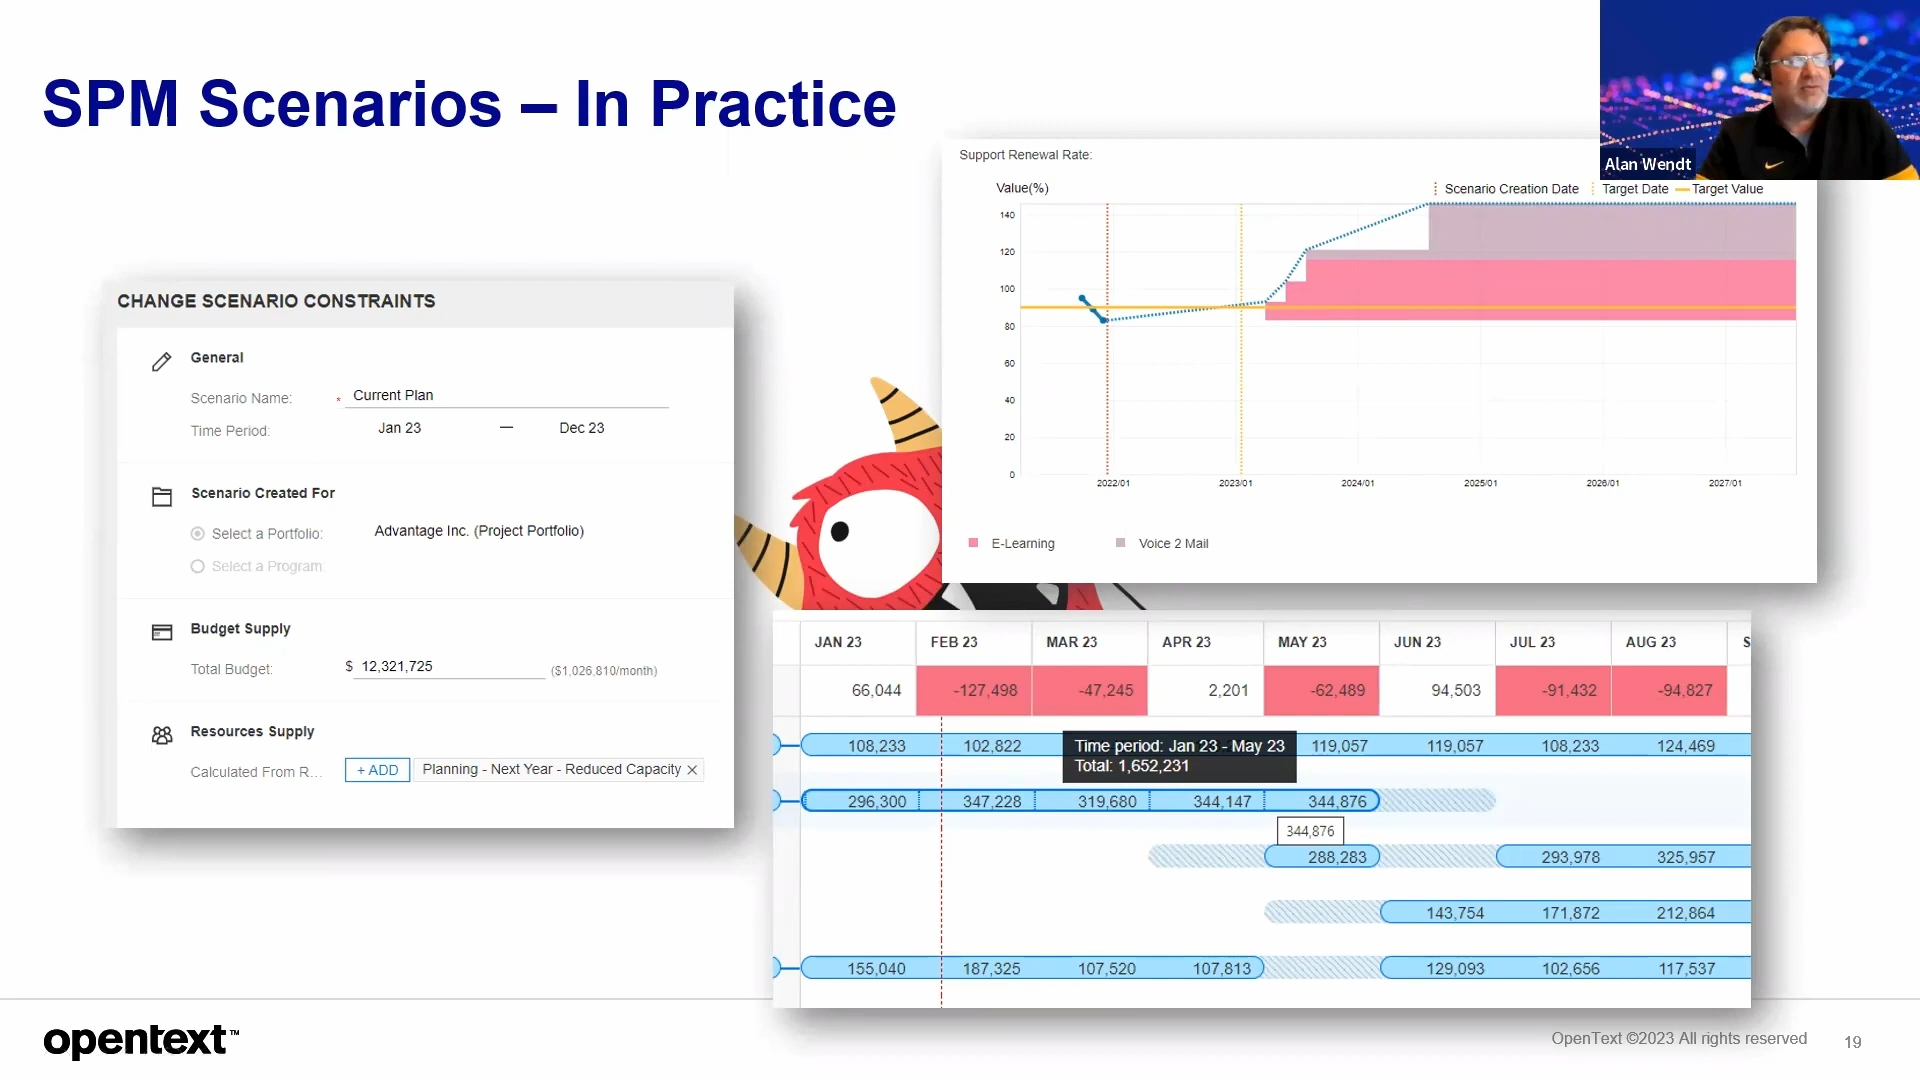 SPM Scenarios – In Practice
Alan Wendt
Support Renewal Rate:
Value(%)
Scenario Creation Date Target Date Target Value
140
120
100
80
60
40
20
0
2022/01 2023/01 2024/01 2025/01 2026/01 2027/01
E-Learning Voice 2 Mail
CHANGE SCENARIO CONSTRAINTS
General
Scenario Name: * Current Plan
Time Period: Jan 23 — Dec 23
Scenario Created For
Select a Portfolio: Advantage Inc. (Project Portfolio)
Select a Program
Budget Supply
Total Budget: $ 12,321,725 ($1,026,810/month)
Resources Supply
Calculated From R... + ADD Planning - Next Year - Reduced Capacity ×
JAN 23 FEB 23 MAR 23 APR 23 MAY 23 JUN 23 JUL 23 AUG 23 S
66,044 -127,498 -47,245 2,201 -62,489 94,503 -91,432 -94,827
108,233 102,822 119,057 119,057 108,233 124,469
Time period: Jan 23 - May 23
Total: 1,652,231
296,300 347,228 319,680 344,147 344,876
344,876
288,283 293,978 325,957
143,754 171,872 212,864
155,040 187,325 107,520 107,813 129,093 102,656 117,537
opentext™
OpenText ©2023 All rights reserved 19